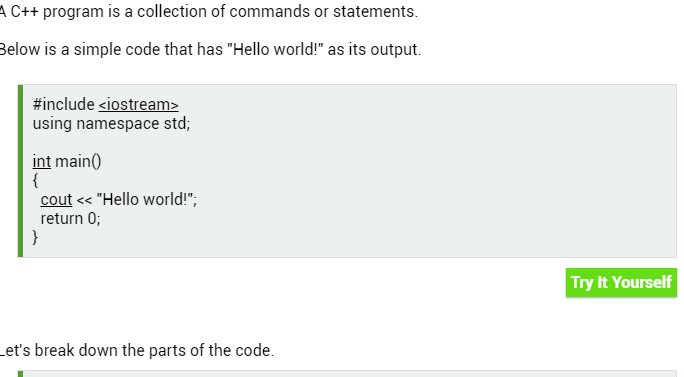 A C++ program is a collection of commands or statements.
Below is a simple code that has "Hello world!" as its output.
#include <iostream>
using namespace std;
int main()
{
cout << "Hello world!";
return 0;
}
Try It Yourself
Let's break down the parts of the code.